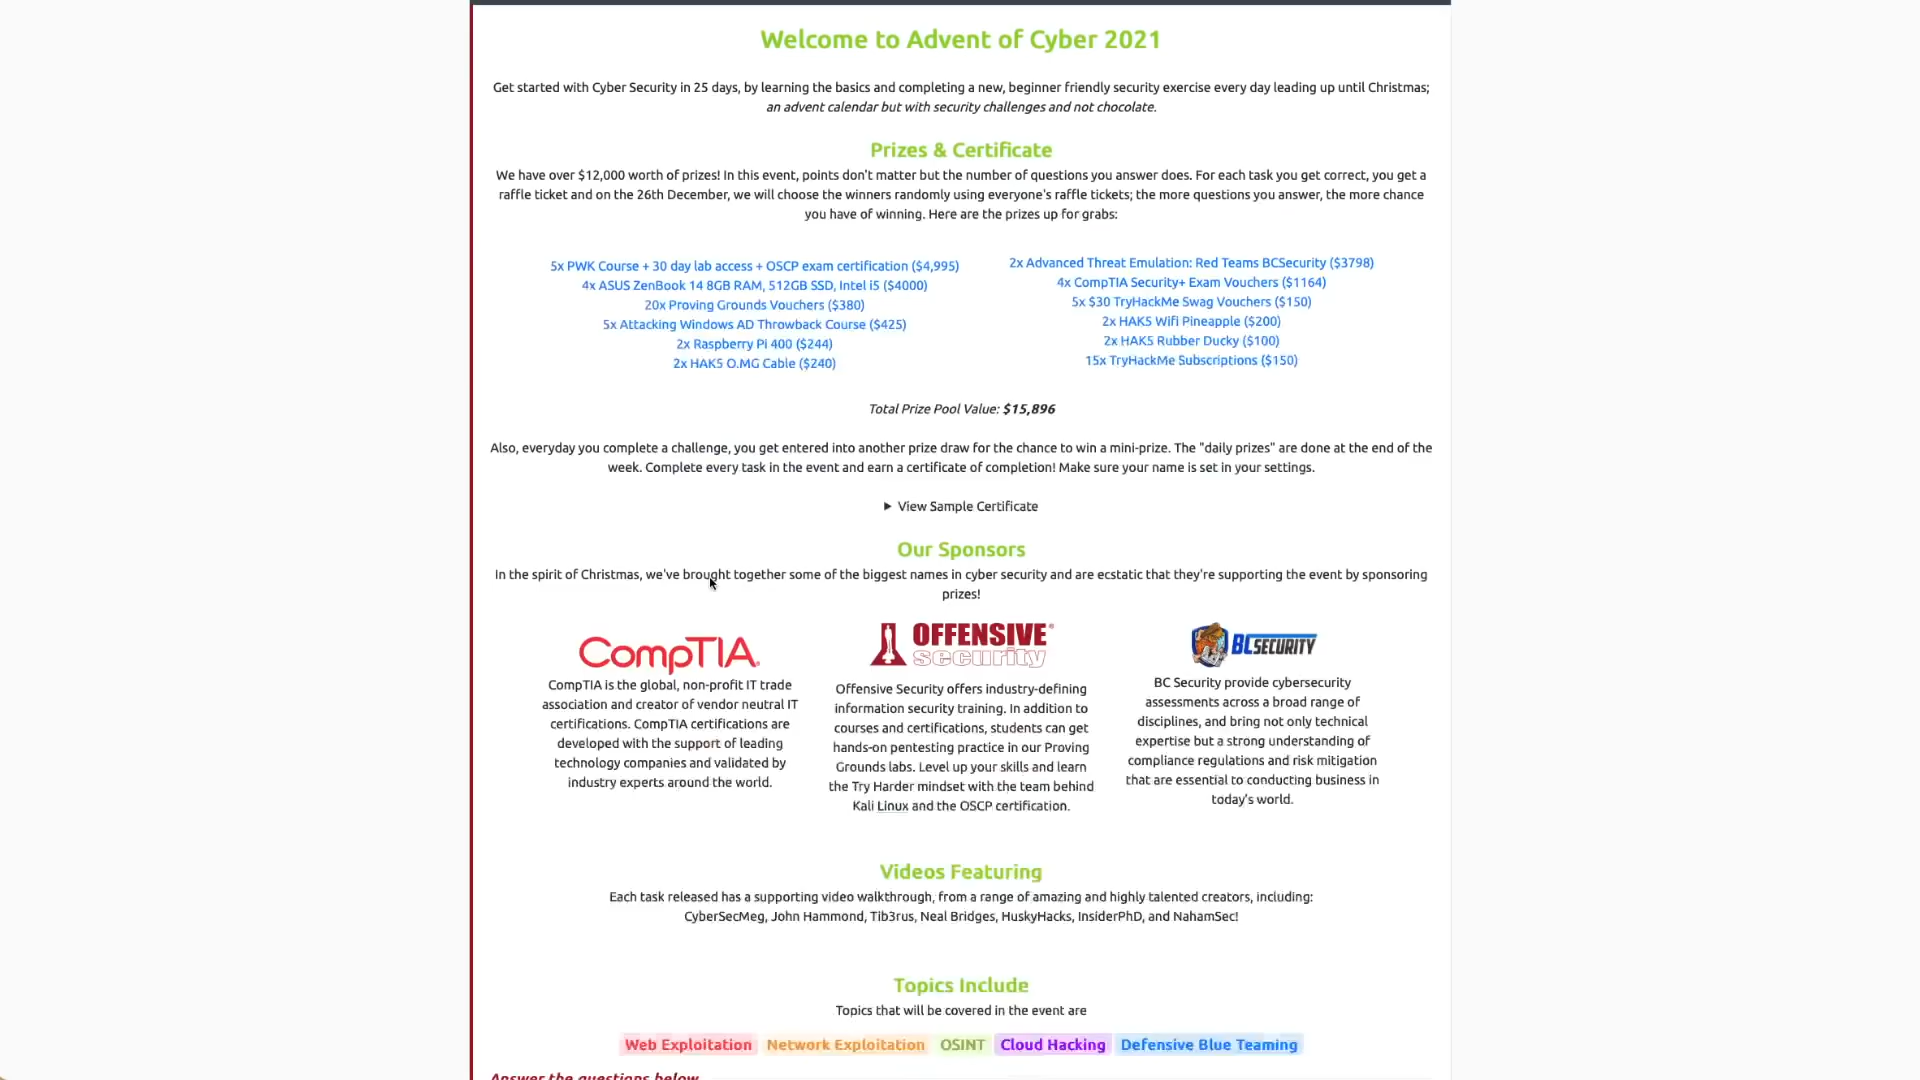 Welcome to Advent of Cyber 2021
Get started with Cyber Security in 25 days, by learning the basics and completing a new, beginner friendly security exercise every day leading up until Christmas;
an advent calendar but with security challenges and not chocolate.
Prizes & Certificate
We have over $12,000 worth of prizes! In this event, points don't matter but the number of questions you answer does. For each task you get correct, you get a
raffle ticket and on the 26th December, we will choose the winners randomly using everyone's raffle tickets; the more questions you answer, the more chance
you have of winning. Here are the prizes up for grabs:
5x PWK Course + 30 day lab access + OSCP exam certification ($4,995)
4x ASUS ZenBook 14 8GB RAM, 512GB SSD, Intel i5 ($4000)
20x Proving Grounds Vouchers ($380)
5x Attacking Windows AD Throwback Course ($425)
2x Raspberry Pi 400 ($244)
2x HAK5 O.MG Cable ($240)
2x Advanced Threat Emulation: Red Teams BCSecurity ($3798)
4x CompTIA Security+ Exam Vouchers ($1164)
5x $30 TryHackMe Swag Vouchers ($150)
2x HAK5 Wifi Pineapple ($200)
2x HAK5 Rubber Ducky ($100)
15x TryHackMe Subscriptions ($150)
Total Prize Pool Value: $15,896
Also, everyday you complete a challenge, you get entered into another prize draw for the chance to win a mini-prize. The "daily prizes" are done at the end of the
week. Complete every task in the event and earn a certificate of completion! Make sure your name is set in your settings.
View Sample Certificate
Our Sponsors
In the spirit of Christmas, we've brought together some of the biggest names in cyber security and are ecstatic that they're supporting the event by sponsoring
prizes!
CompTIA
CompTIA is the global, non-profit IT trade
association and creator of vendor neutral IT
certifications. CompTIA certifications are
developed with the support of leading
technology companies and validated by
industry experts around the world.
OFFENSIVE
security
Offensive Security offers industry-defining
information security training. In addition to
courses and certifications, students can get
hands-on pentesting practice in our Proving
Grounds labs. Level up your skills and learn
the Try Harder mindset with the team behind
Kali Linux and the OSCP certification.
BCSECURITY
BC Security provide cybersecurity
assessments across a broad range of
disciplines, and bring not only technical
expertise but a strong understanding of
compliance regulations and risk mitigation
that are essential to conducting business in
today's world.
Videos Featuring
Each task released has a supporting video walkthrough, from a range of amazing and highly talented creators, including:
CyberSecMeg, John Hammond, Tib3rus, Neal Bridges, HuskyHacks, InsiderPhD, and NahamSec!
Topics Include
Topics that will be covered in the event are
Web Exploitation Network Exploitation OSINT Cloud Hacking Defensive Blue Teaming
Answer the questions below